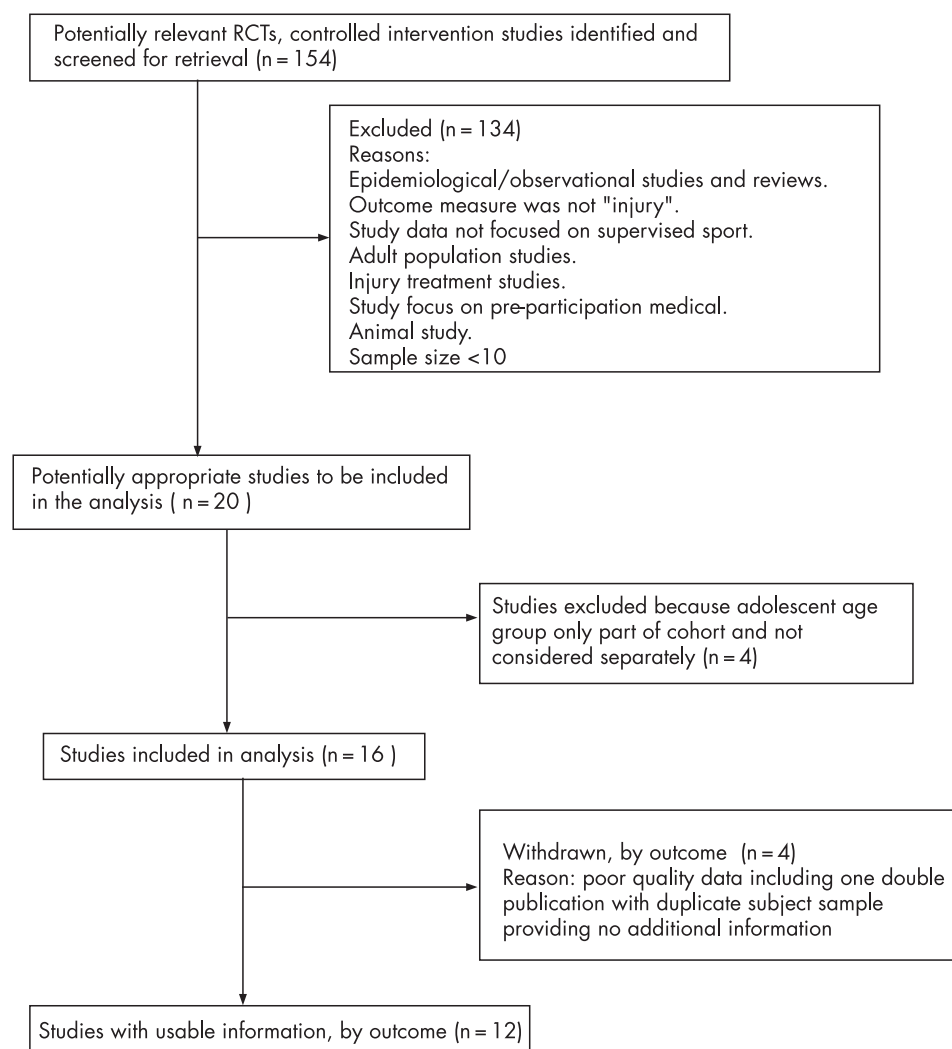 Potentially relevant RCTs, controlled intervention studies identified and
screened for retrieval (n = 154)
Excluded (n = 134)
Reasons:
Epidemiological/observational studies and reviews.
Outcome measure was not "injury".
Study data not focused on supervised sport.
Adult population studies.
Injury treatment studies.
Study focus on pre-participation medical.
Animal study.
Sample size <10
Potentially appropriate studies to be included
in the analysis ( n = 20 )
Studies excluded because adolescent age
group only part of cohort and not
considered separately (n = 4)
Studies included in analysis (n = 16 )
Withdrawn, by outcome (n = 4)
Reason: poor quality data including one double
publication with duplicate subject sample
providing no additional information
Studies with usable information, by outcome (n = 12)